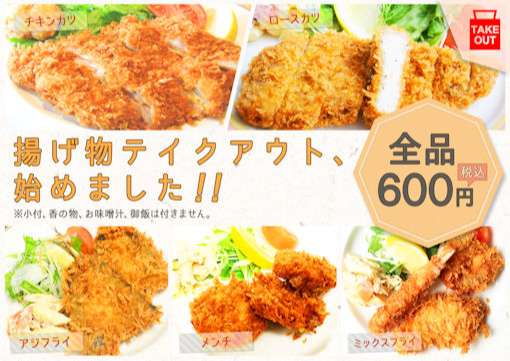 チキンカツ
ロースカツ
TAKE
OUT
揚げ物テイクアウト、
始めました!!
※小付、香の物、お味噌汁、御飯は付きません。
全品
税込
600円
アジフライ
メンチ
ミックスフライ